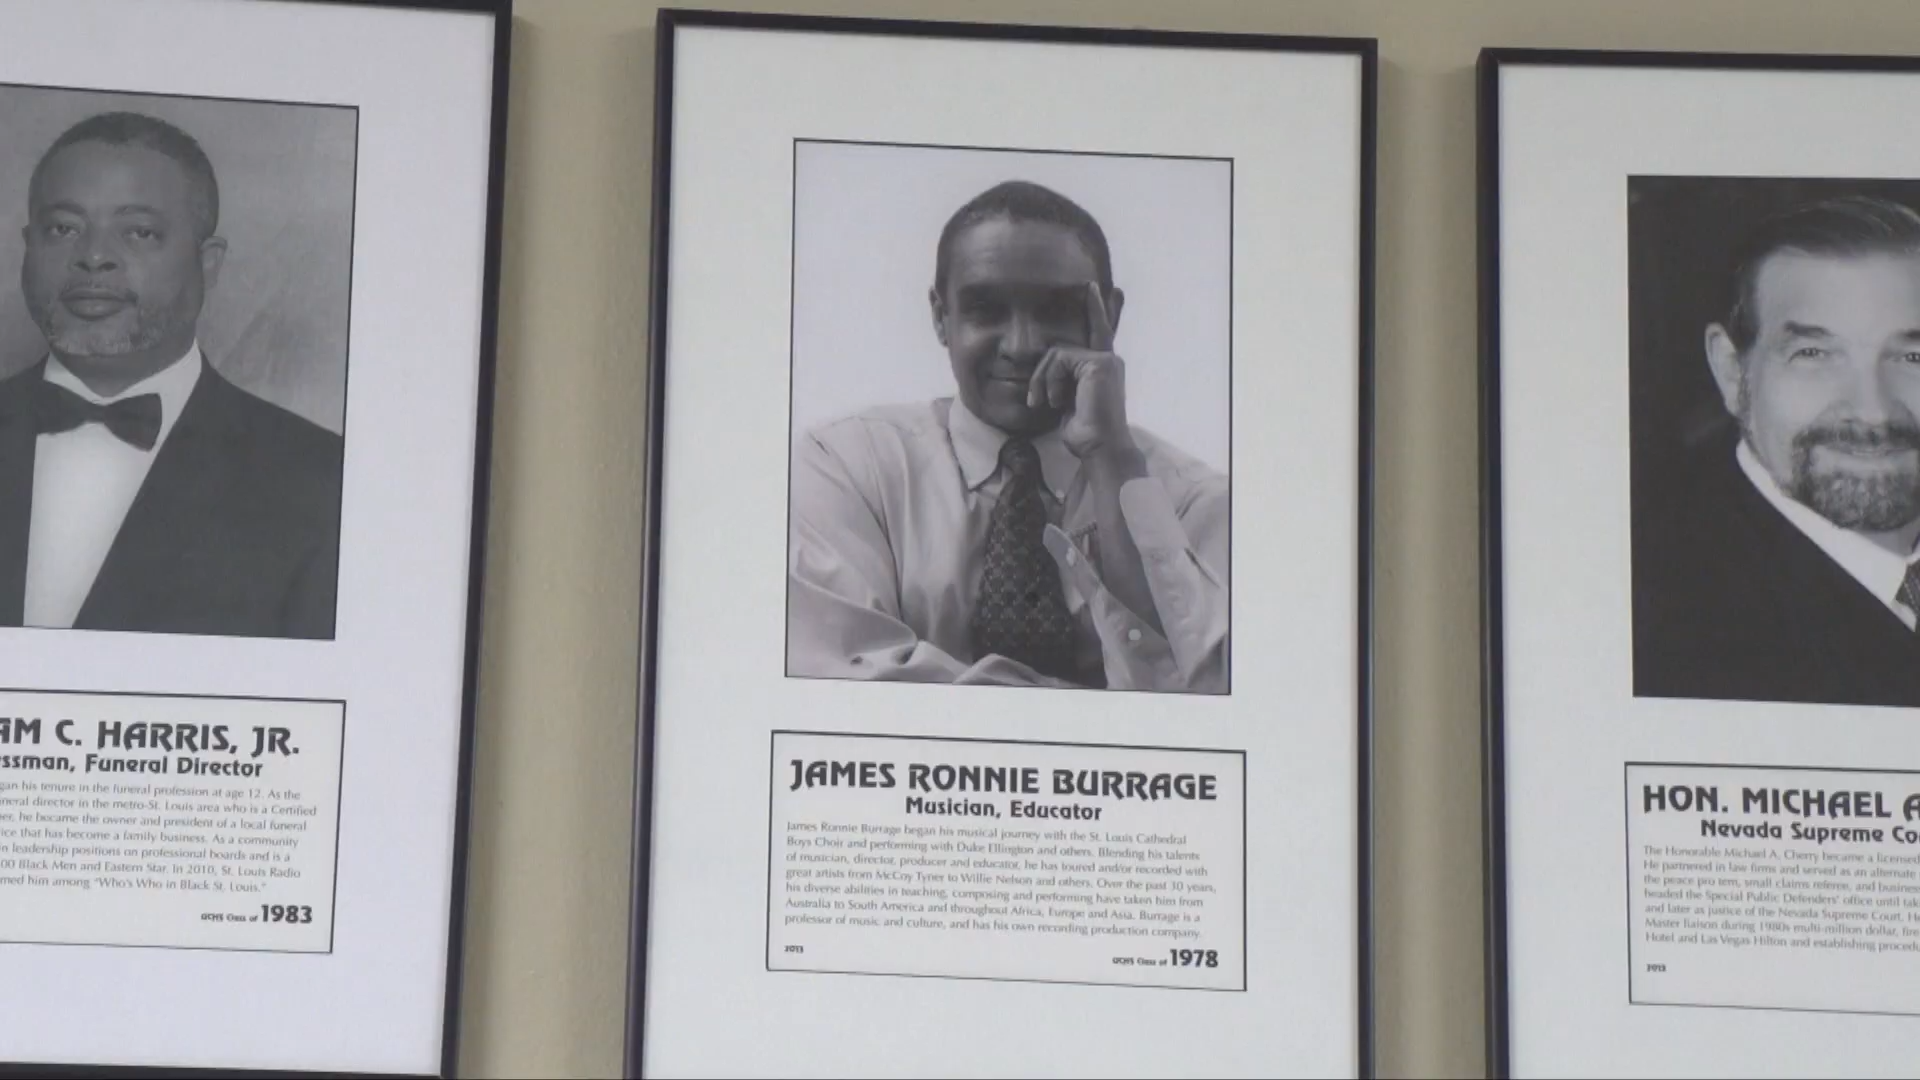 AM C. HARRIS, JR.
ssman, Funeral Director
gan his tenure in the funeral profession at age 12. As the
neral director in the metro-St. Louis area who is a Certified
er, he became the owner and president of a local funeral
ice that has become a family business. As a community
in leadership positions on professional boards and is a
00 Black Men and Eastern Star. In 2010, St. Louis Radio
med him among "Who's Who in Black St. Louis."
UCHS Class of 1983
JAMES RONNIE BURRAGE
Musician, Educator
James Ronnie Burrage began his musical journey with the St. Louis Cathedral
Boys Choir and performing with Duke Ellington and others. Blending his talents
of musician, director, producer and educator, he has toured and/or recorded with
great artists from McCoy Tyner to Willie Nelson and others. Over the past 30 years,
his diverse abilities in teaching, composing and performing have taken him from
Australia to South America and throughout Africa, Europe and Asia. Burrage is a
professor of music and culture, and has his own recording production company.
2013
UCHS Class of 1978
HON. MICHAEL A
Nevada Supreme Co
The Honorable Michael A. Cherry became a licensed
He partnered in law firms and served as an alternate
the peace pro tem, small claims referee, and business
headed the Special Public Defenders' office until tak
and later as justice of the Nevada Supreme Court. He
Master liaison during 1980s multi-million dollar, fire
Hotel and Las Vegas Hilton and establishing procedu
2013